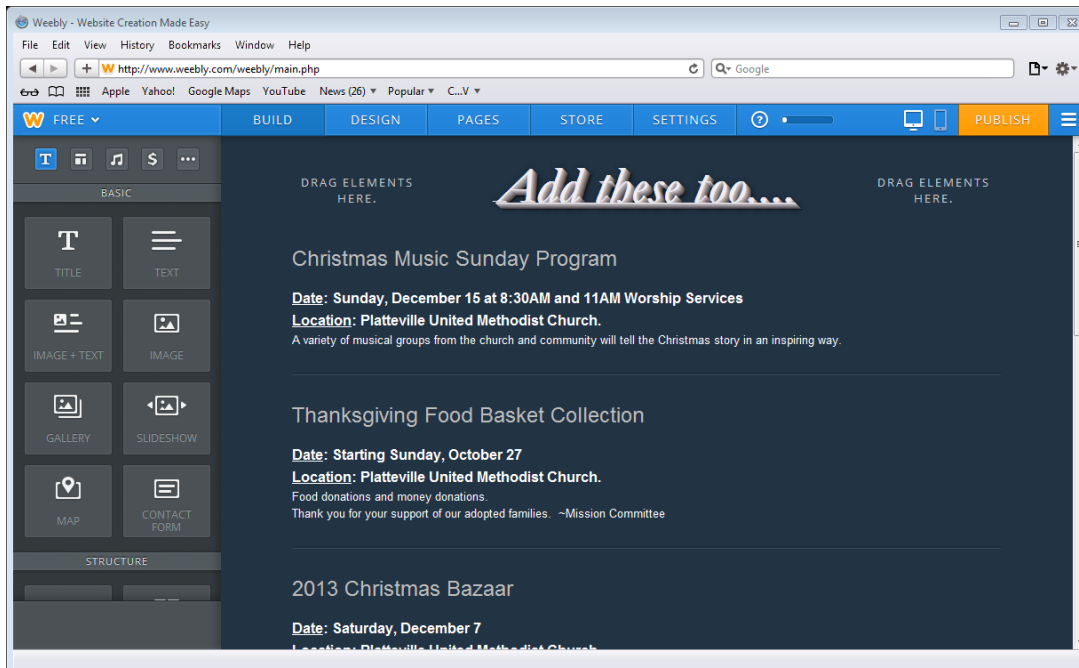 Weebly - Website Creation Made Easy
File Edit View History Bookmarks Window Help
http://www.weebly.com/weebly/main.php
Google
Apple Yahoo! Google Maps YouTube News (26) Popular C...V
FREE BUILD DESIGN PAGES STORE SETTINGS ? PUBLISH
BASIC
TITLE TEXT
IMAGE + TEXT IMAGE
GALLERY SLIDESHOW
MAP CONTACT
FORM
STRUCTURE
DRAG ELEMENTS
HERE.
Add these too....
DRAG ELEMENTS
HERE.
Christmas Music Sunday Program
Date: Sunday, December 15 at 8:30AM and 11AM Worship Services
Location: Platteville United Methodist Church.
A variety of musical groups from the church and community will tell the Christmas story in an inspiring way.
Thanksgiving Food Basket Collection
Date: Starting Sunday, October 27
Location: Platteville United Methodist Church.
Food donations and money donations.
Thank you for your support of our adopted families. ~Mission Committee
2013 Christmas Bazaar
Date: Saturday, December 7
Location: Platteville United Methodist Church